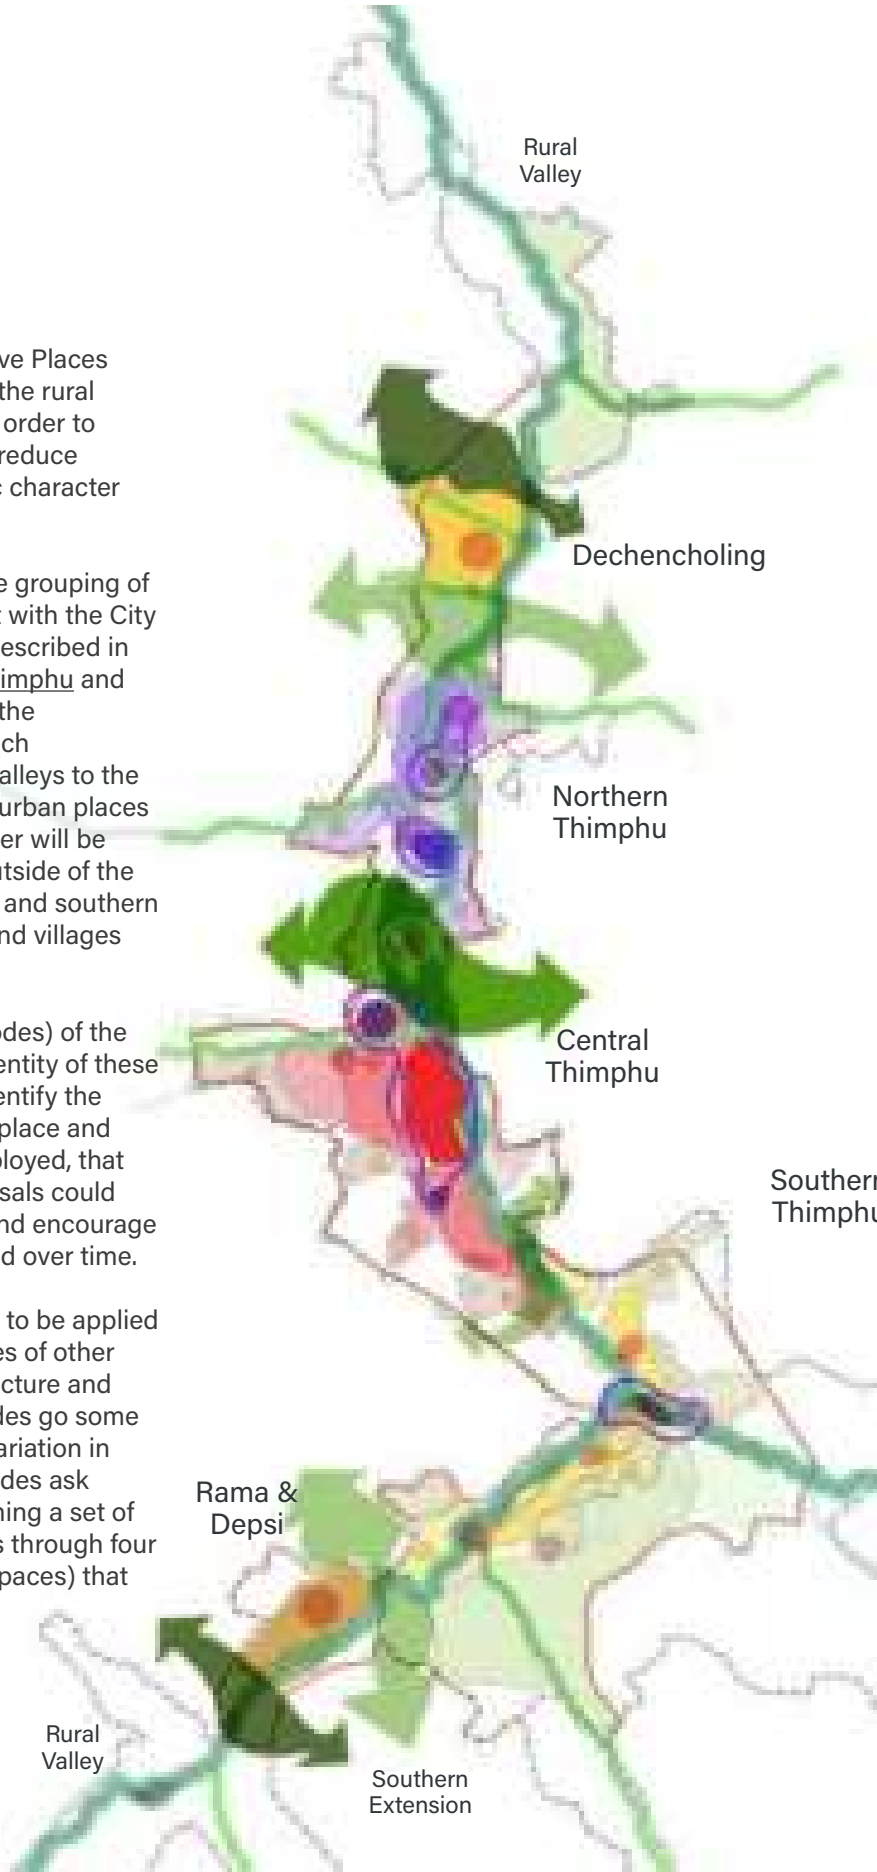 Rural
Valley
ve Places
the rural
order to
reduce
c character
Dechencholing
e grouping of
t with the City
escribed in
imphu and
the
ch
alleys to the
urban places
er will be
utside of the
and southern
nd villages
Northern
Thimphu
odes) of the
entity of these
entify the
place and
ployed, that
sals could
nd encourage
d over time.
Central
Thimphu
Southern
Thimphu
to be applied
es of other
cture and
des go some
ariation in
des ask
ning a set of
s through four
paces) that
Rama &
Depsi
Rural
Valley
Southern
Extension